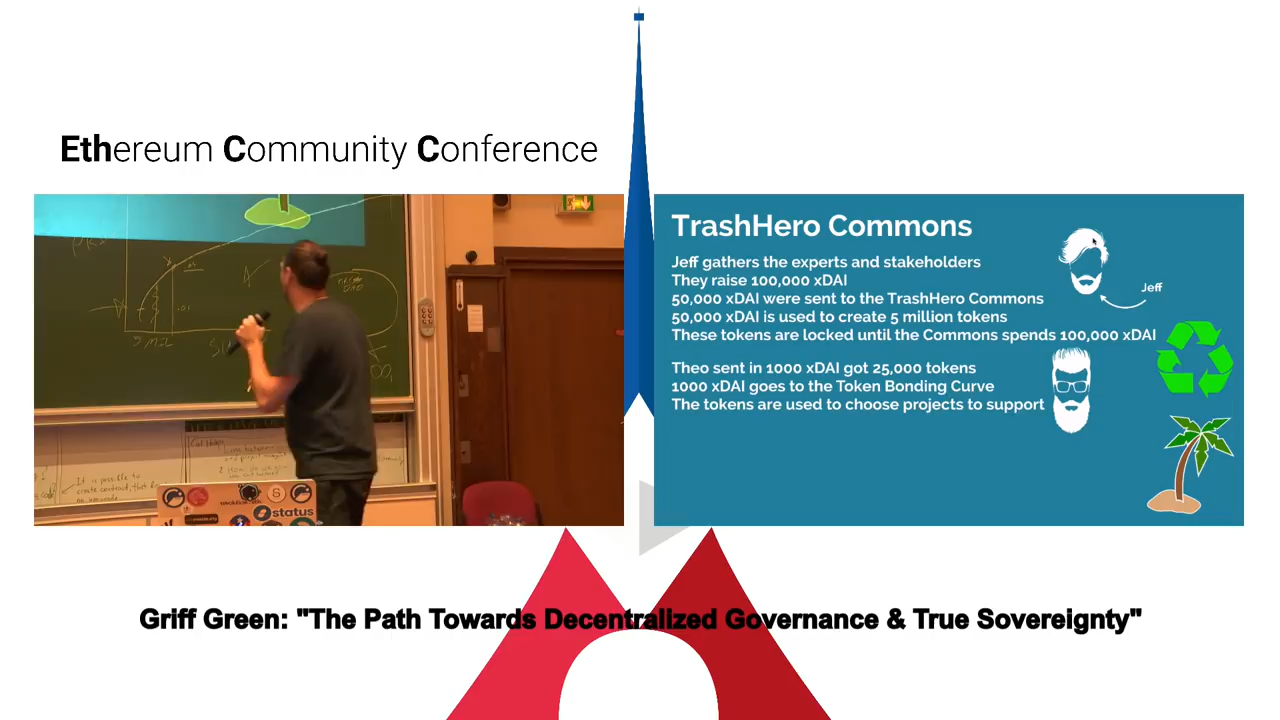 Ethereum Community Conference
TrashHero Commons
Jeff gathers the experts and stakeholders
They raise 100,000 xDAI
50,000 xDAI were sent to the TrashHero Commons
50,000 xDAI is used to create 5 million tokens
These tokens are locked until the Commons spends 100,000 xDAI
Jeff
Theo sent in 1000 xDAI got 25,000 tokens
1000 xDAI goes to the Token Bonding Curve
The tokens are used to choose projects to support
It is possible to
status
Griff Green: "The Path Towards Decentralized Governance & True Sovereignty"